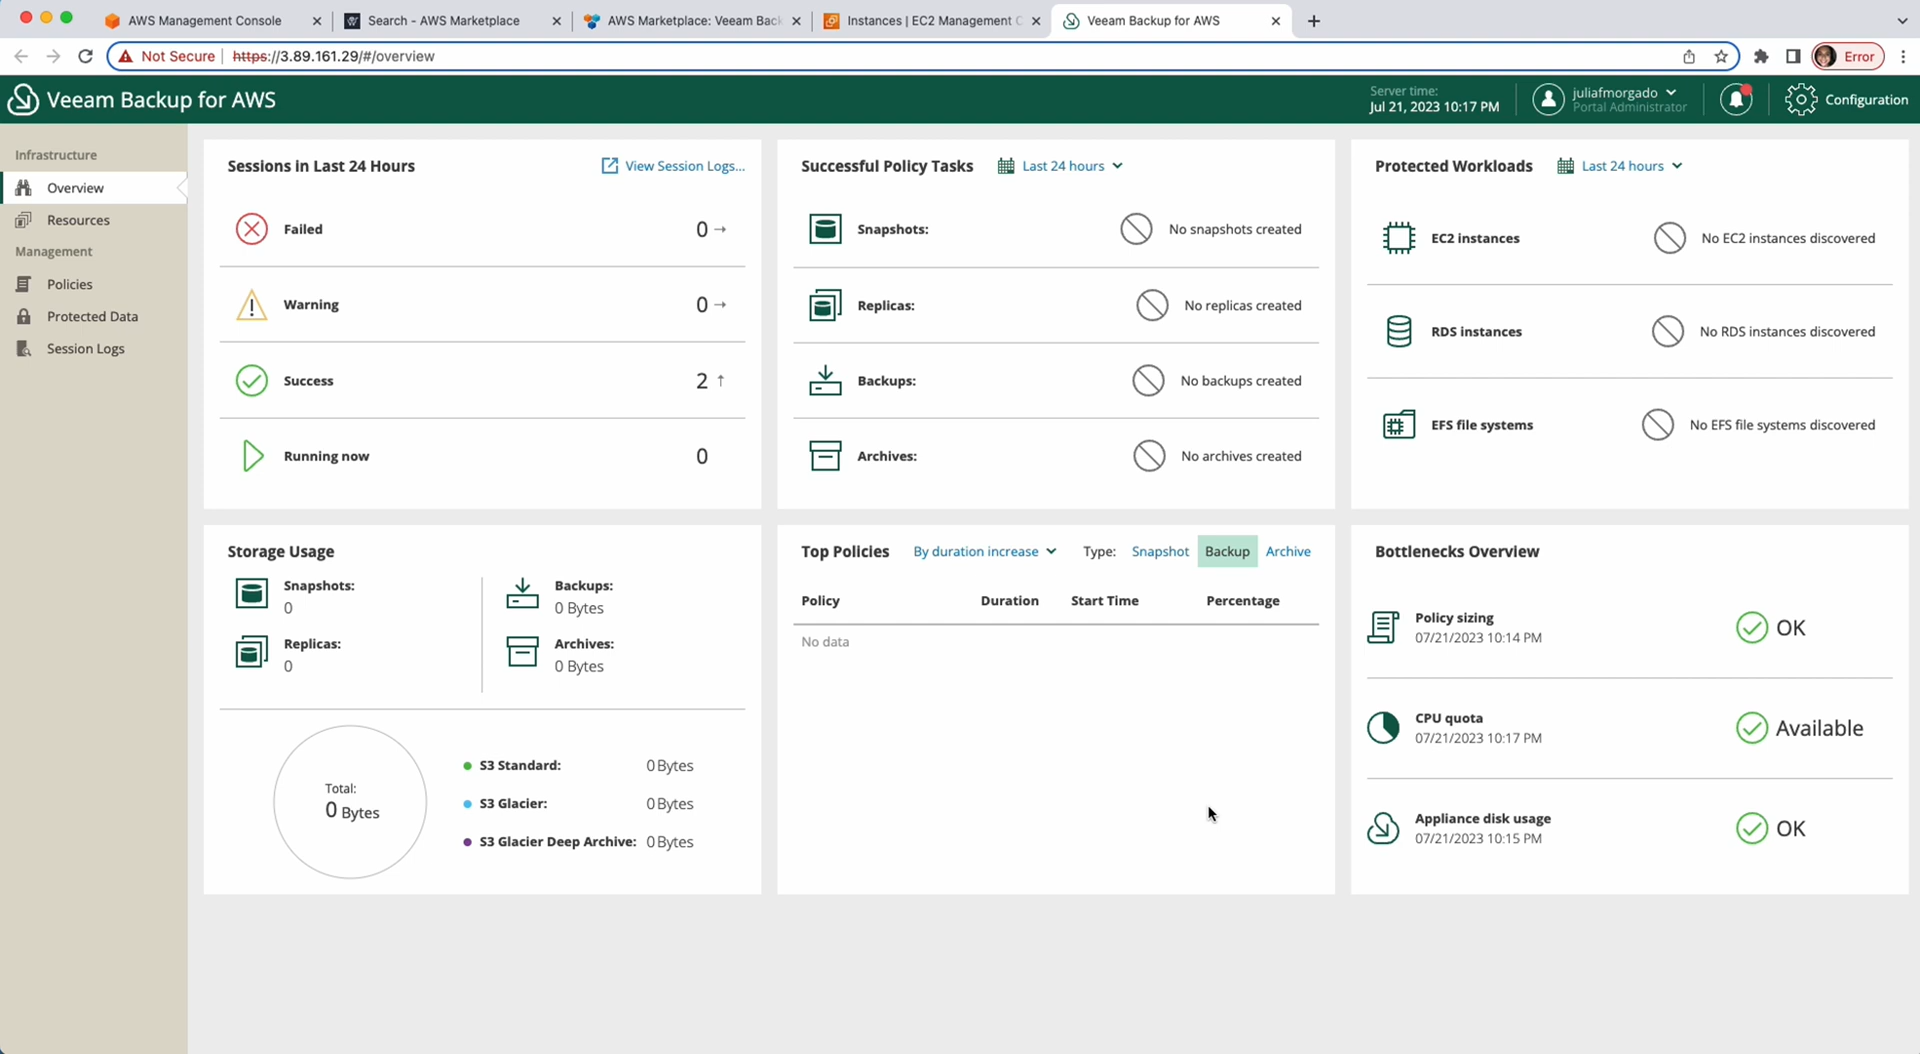 AWS Management Console
Search - AWS Marketplace
AWS Marketplace: Veeam Back
Instances | EC2 Management C
Veeam Backup for AWS
Not Secure
https://3.89.161.29/#/overview
Error
Veeam Backup for AWS
Server time:
Jul 21, 2023 10:17 PM
juliafmorgado
Portal Administrator
Configuration
Infrastructure
Overview
Resources
Management
Policies
Protected Data
Session Logs
Sessions in Last 24 Hours
View Session Logs...
Failed
0
Warning
0
Success
2
Running now
0
Successful Policy Tasks
Last 24 hours
Snapshots:
No snapshots created
Replicas:
No replicas created
Backups:
No backups created
Archives:
No archives created
Protected Workloads
Last 24 hours
EC2 instances
No EC2 instances discovered
RDS instances
No RDS instances discovered
EFS file systems
No EFS file systems discovered
Storage Usage
Snapshots:
0
Replicas:
0
Backups:
0 Bytes
Archives:
0 Bytes
Total:
0 Bytes
S3 Standard: 0 Bytes
S3 Glacier: 0 Bytes
S3 Glacier Deep Archive: 0 Bytes
Top Policies
By duration increase
Type: Snapshot Backup Archive
Policy Duration Start Time Percentage
No data
Bottlenecks Overview
Policy sizing
07/21/2023 10:14 PM
OK
CPU quota
07/21/2023 10:17 PM
Available
Appliance disk usage
07/21/2023 10:15 PM
OK